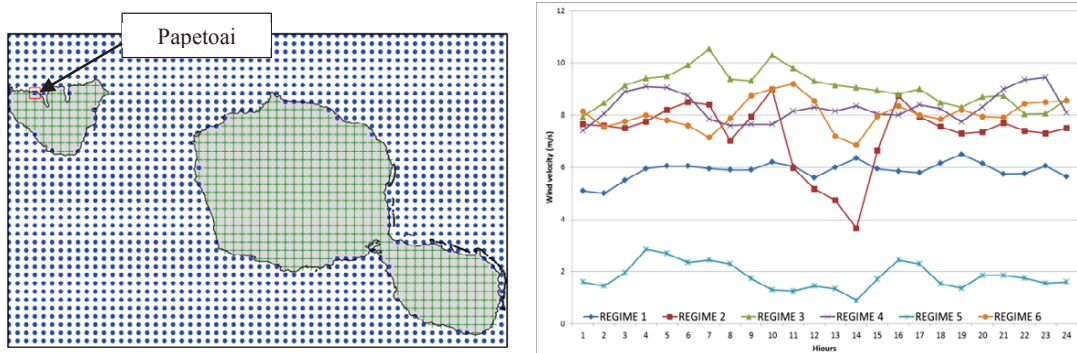 Papetoai
12
10
8
6
4
2
0
Wind velocity (m/s)
1 2 3 4 5 6 7 8 9 10 11 12 13 14 15 16 17 18 19 20 21 22 23 24
Hiours
REGIME 1 REGIME 2 REGIME 3 REGIME 4 REGIME 5 REGIME 6